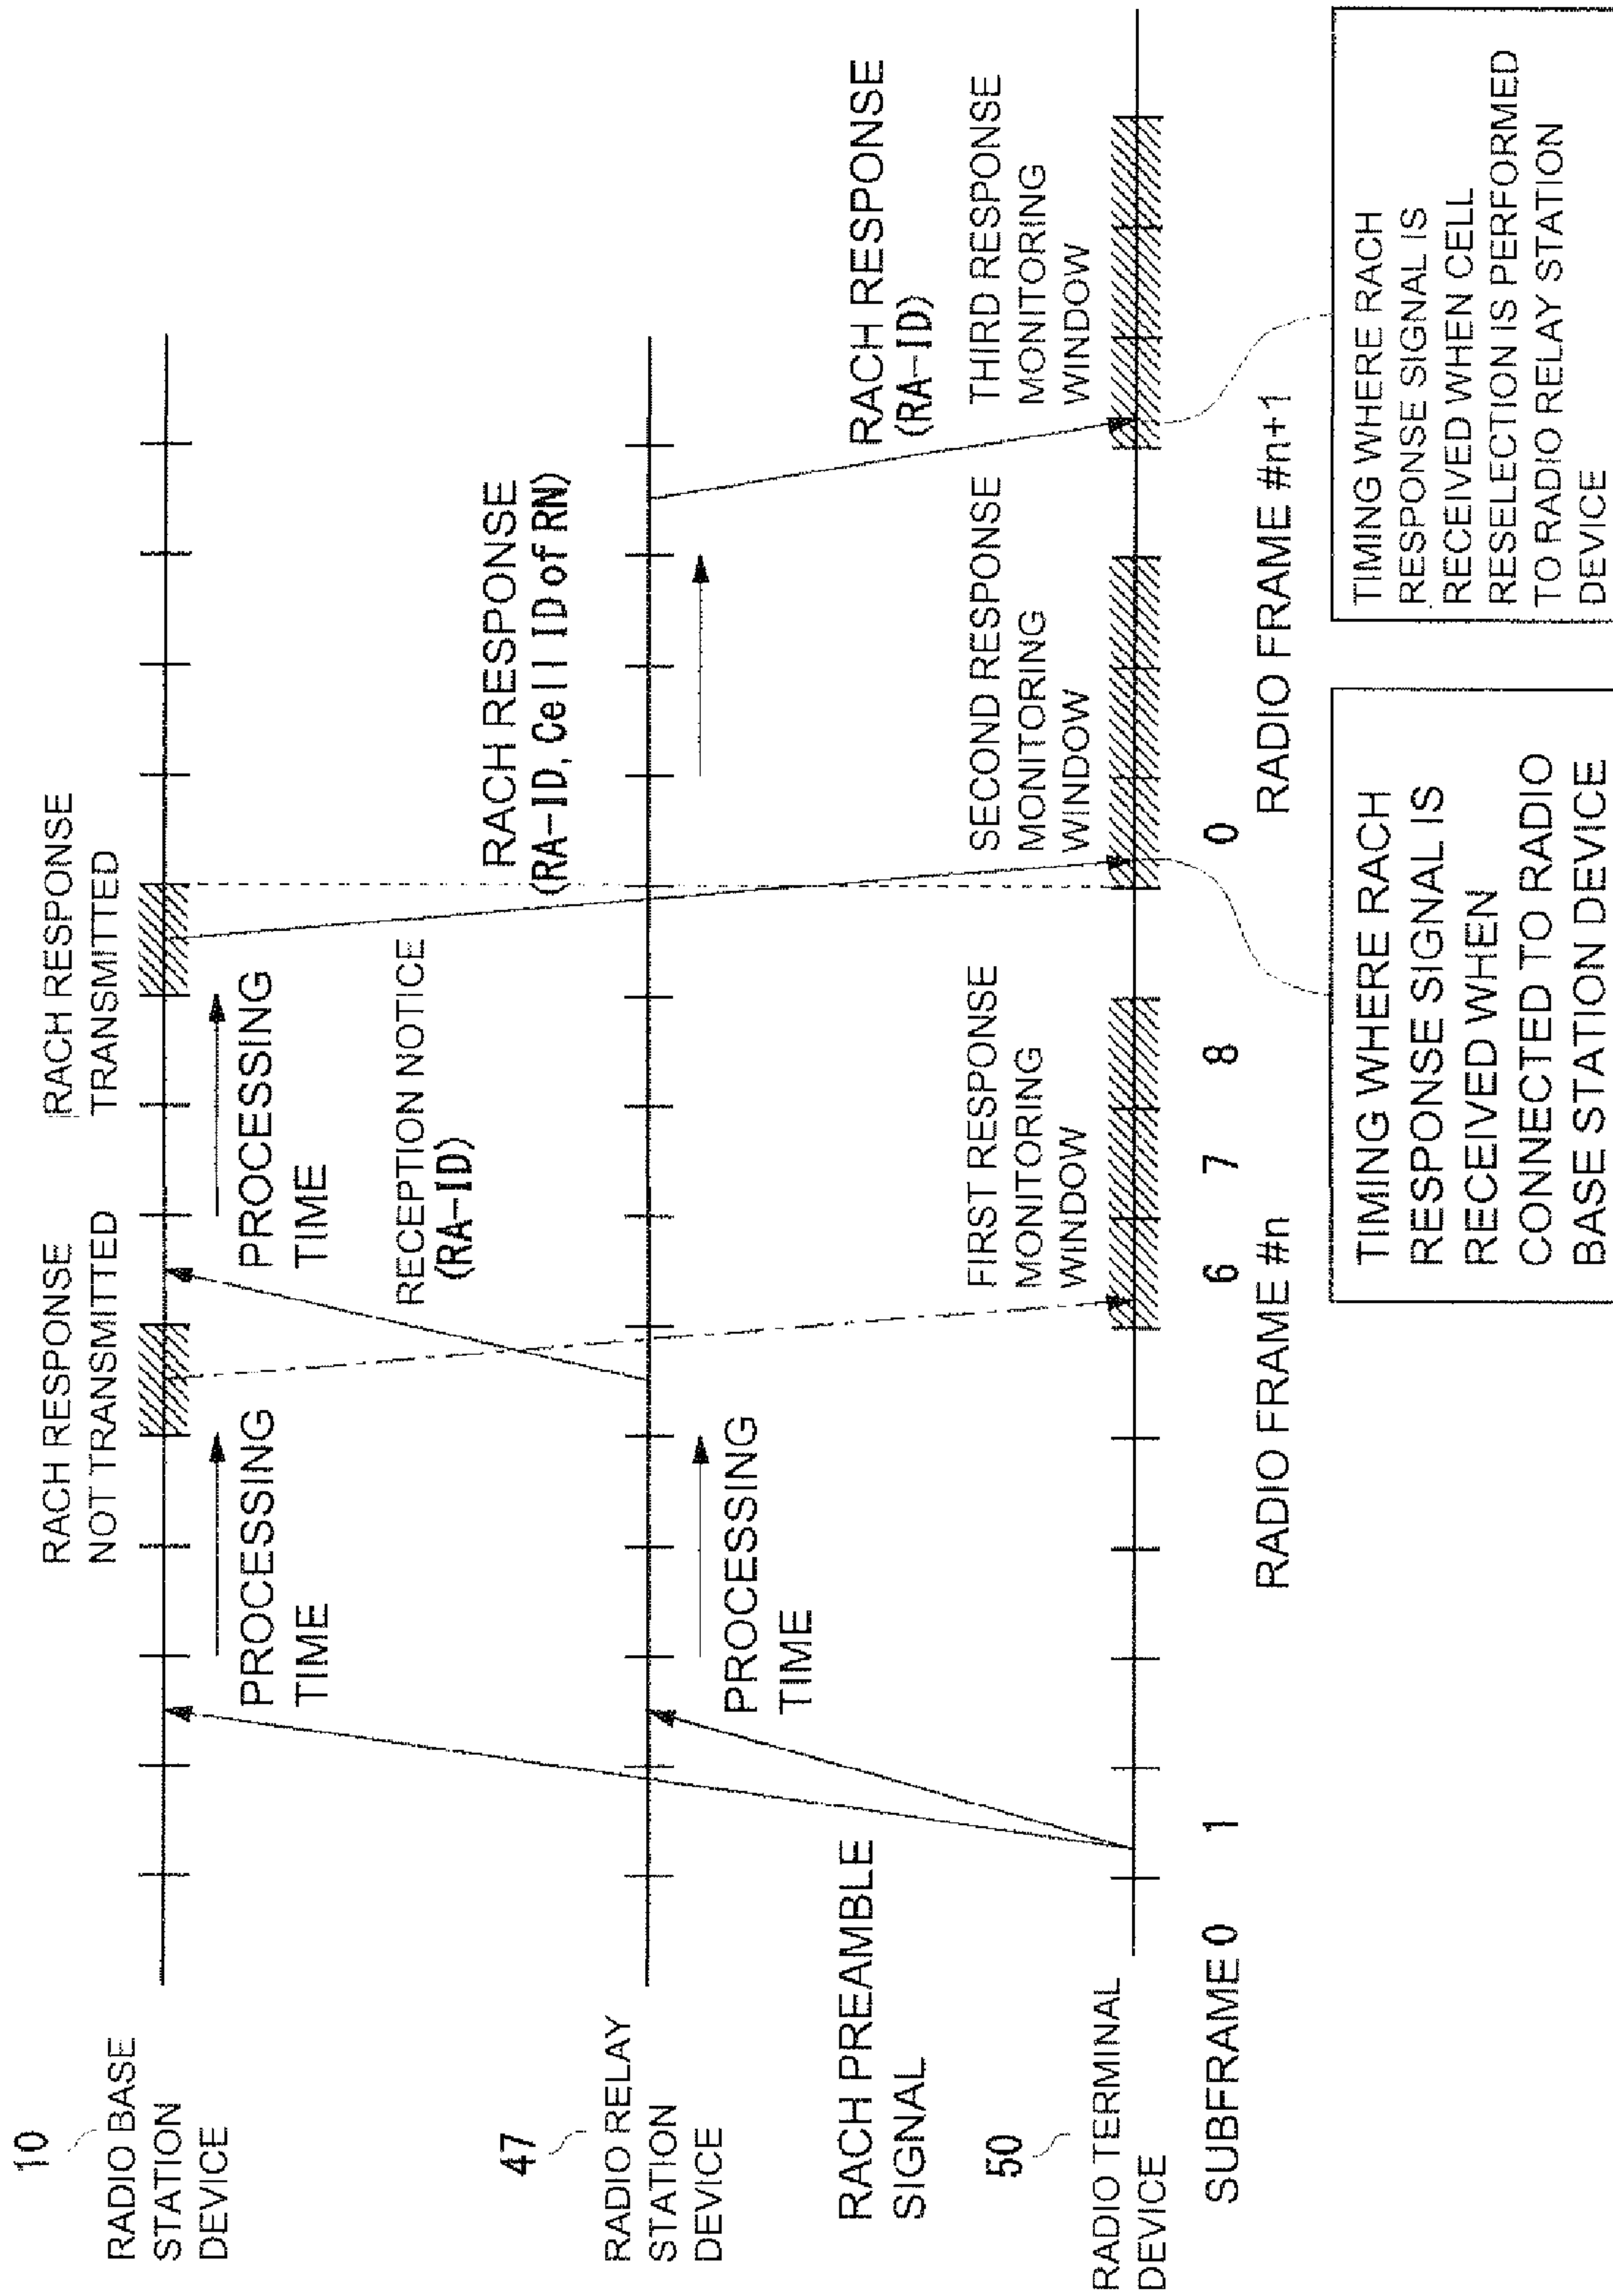 10
RADIO BASE
STATION
DEVICE
RACH RESPONSE
NOT TRANSMITTED
RACH RESPONSE
TRANSMITTED
PROCESSING
TIME
PROCESSING
TIME
RECEPTION NOTICE
(RA-ID)
RACH RESPONSE
(RA-ID, Cell ID of RN)
47
RADIO RELAY
STATION
DEVICE
PROCESSING
TIME
RACH PREAMBLE
SIGNAL
RACH RESPONSE
(RA-ID)
FIRST RESPONSE
MONITORING
WINDOW
SECOND RESPONSE
MONITORING
WINDOW
THIRD RESPONSE
MONITORING
WINDOW
50
RADIO TERMINAL
DEVICE
SUBFRAME 0 1 6 7 8 0
RADIO FRAME #n
RADIO FRAME #n+1
TIMING WHERE RACH
RESPONSE SIGNAL IS
RECEIVED WHEN
CONNECTED TO RADIO
BASE STATION DEVICE
TIMING WHERE RACH
RESPONSE SIGNAL IS
RECEIVED WHEN CELL
RESELECTION IS PERFORMED
TO RADIO RELAY STATION
DEVICE